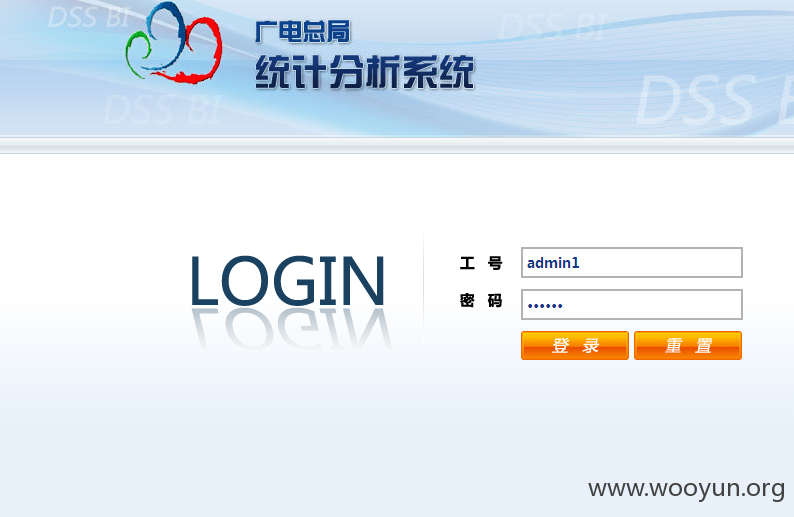 DSS BI
DSS BI
广电总局
统计分析系统
DSS B
DSS BI
LOGIN
工 号
admin1
密 码
••••••
登 录
重 置
www.wooyun.org